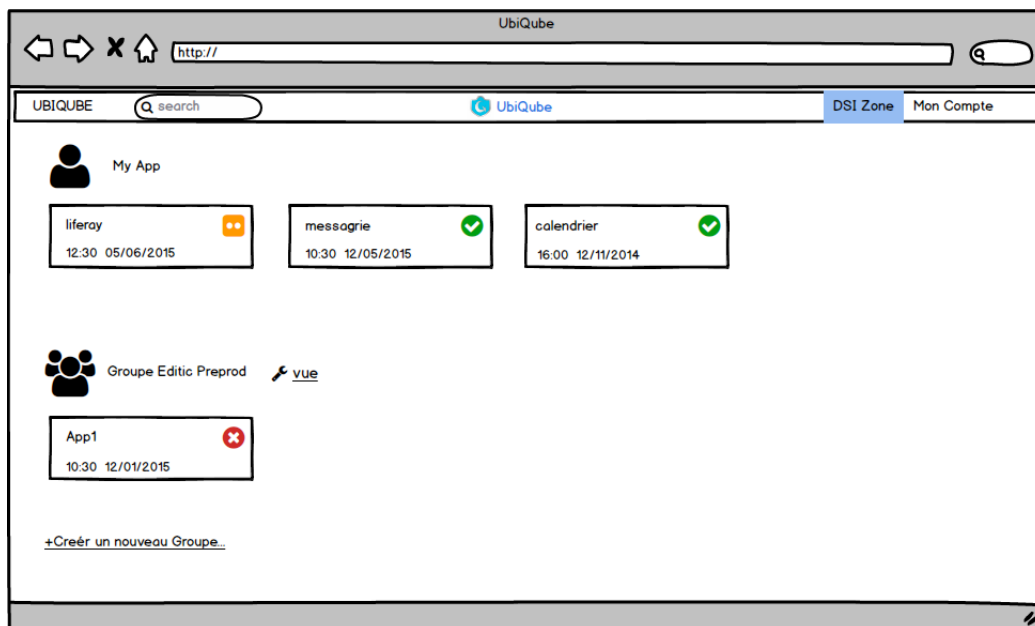 UbiQube
http://
UBIQUBE search UbiQube DSI Zone Mon Compte
My App
liferay messagrie calendrier
12:30 05/06/2015 10:30 12/05/2015 16:00 12/11/2014
Groupe Editic Preprod vue
App1
10:30 12/01/2015
+Creér un nouveau Groupe...